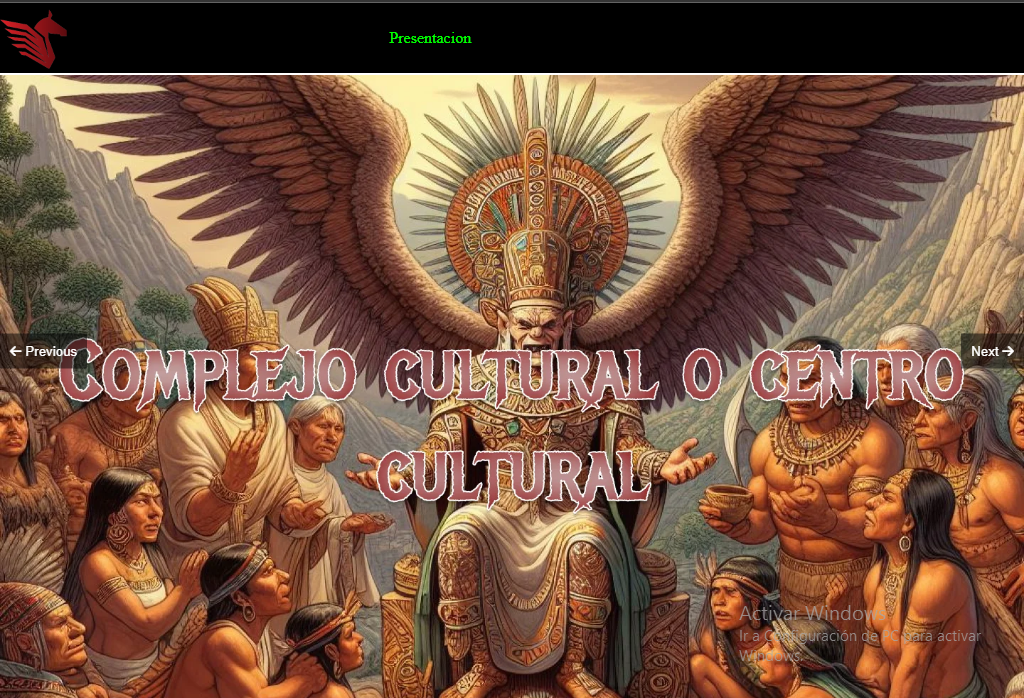 Presentacion
← Previous
Next →
Complejo cultural o centro
cultural
Activar Windows
Ir a Configuración de PC para activar
Windows.